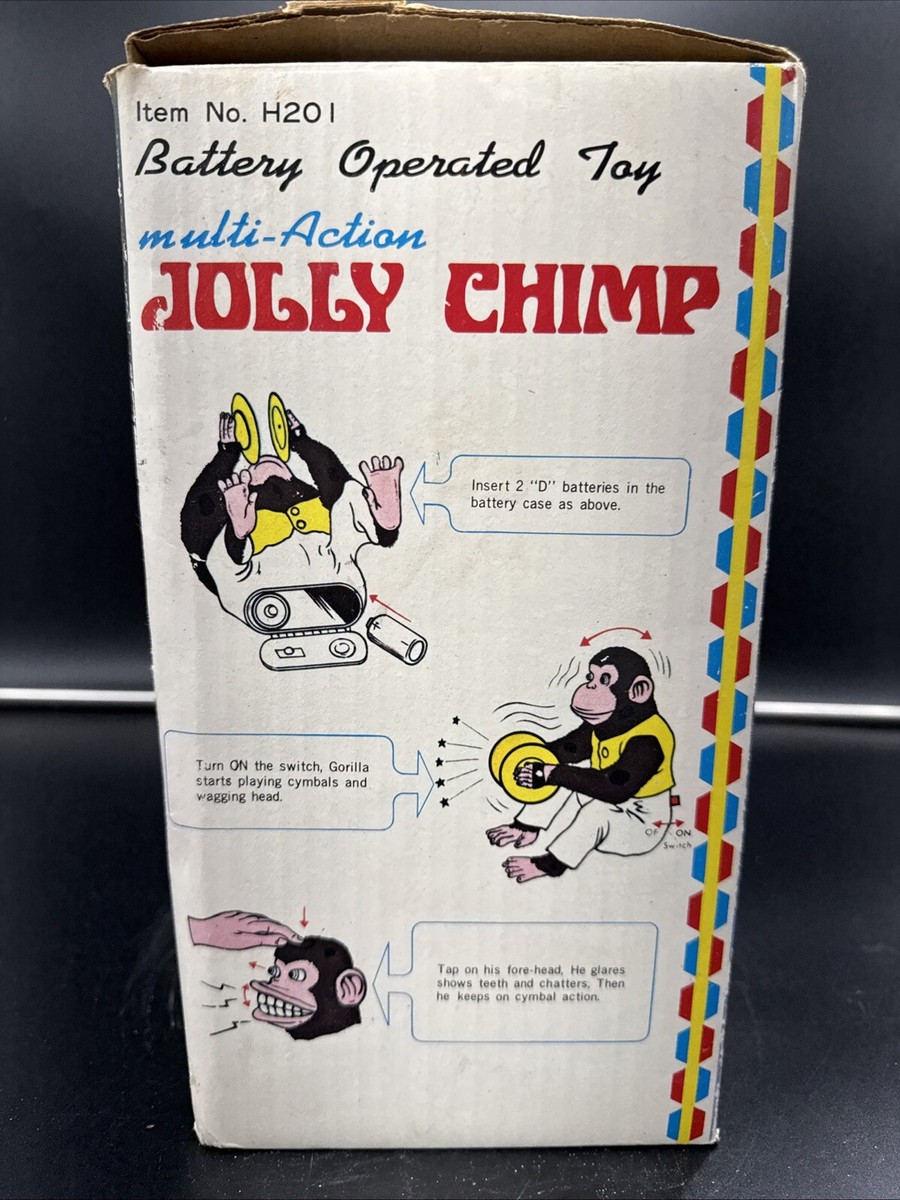 Item No. H201
Battery Operated Toy
multi-Action
JOLLY CHIMP
Insert 2 "D" batteries in the
battery case as above.
Turn ON the switch, Gorilla
starts playing cymbals and
wagging head.
OF ON
Switch
Tap on his fore-head, He glares
shows teeth and chatters, Then
he keeps on cymbal action.